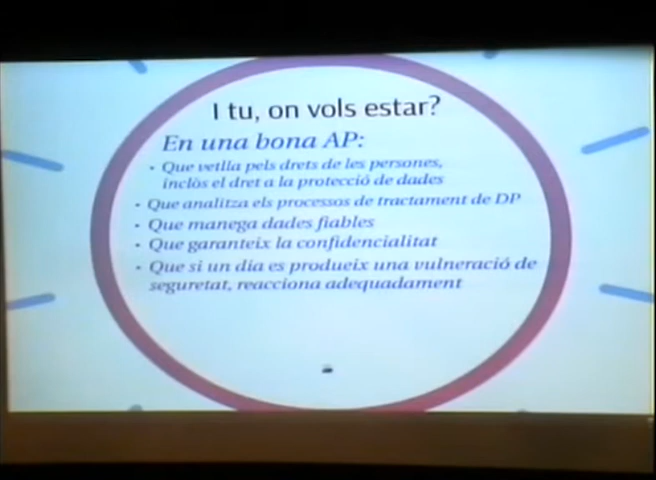 I tu, on vols estar?
En una bona AP:
• Que vetlla pels drets de les persones,
inclòs el dret a la protecció de dades
• Que analitza els processos de tractament de DP
• Que manega dades fiables
• Que garanteix la confidencialitat
• Que si un dia es produeix una vulneració de
seguretat, reacciona adequadament